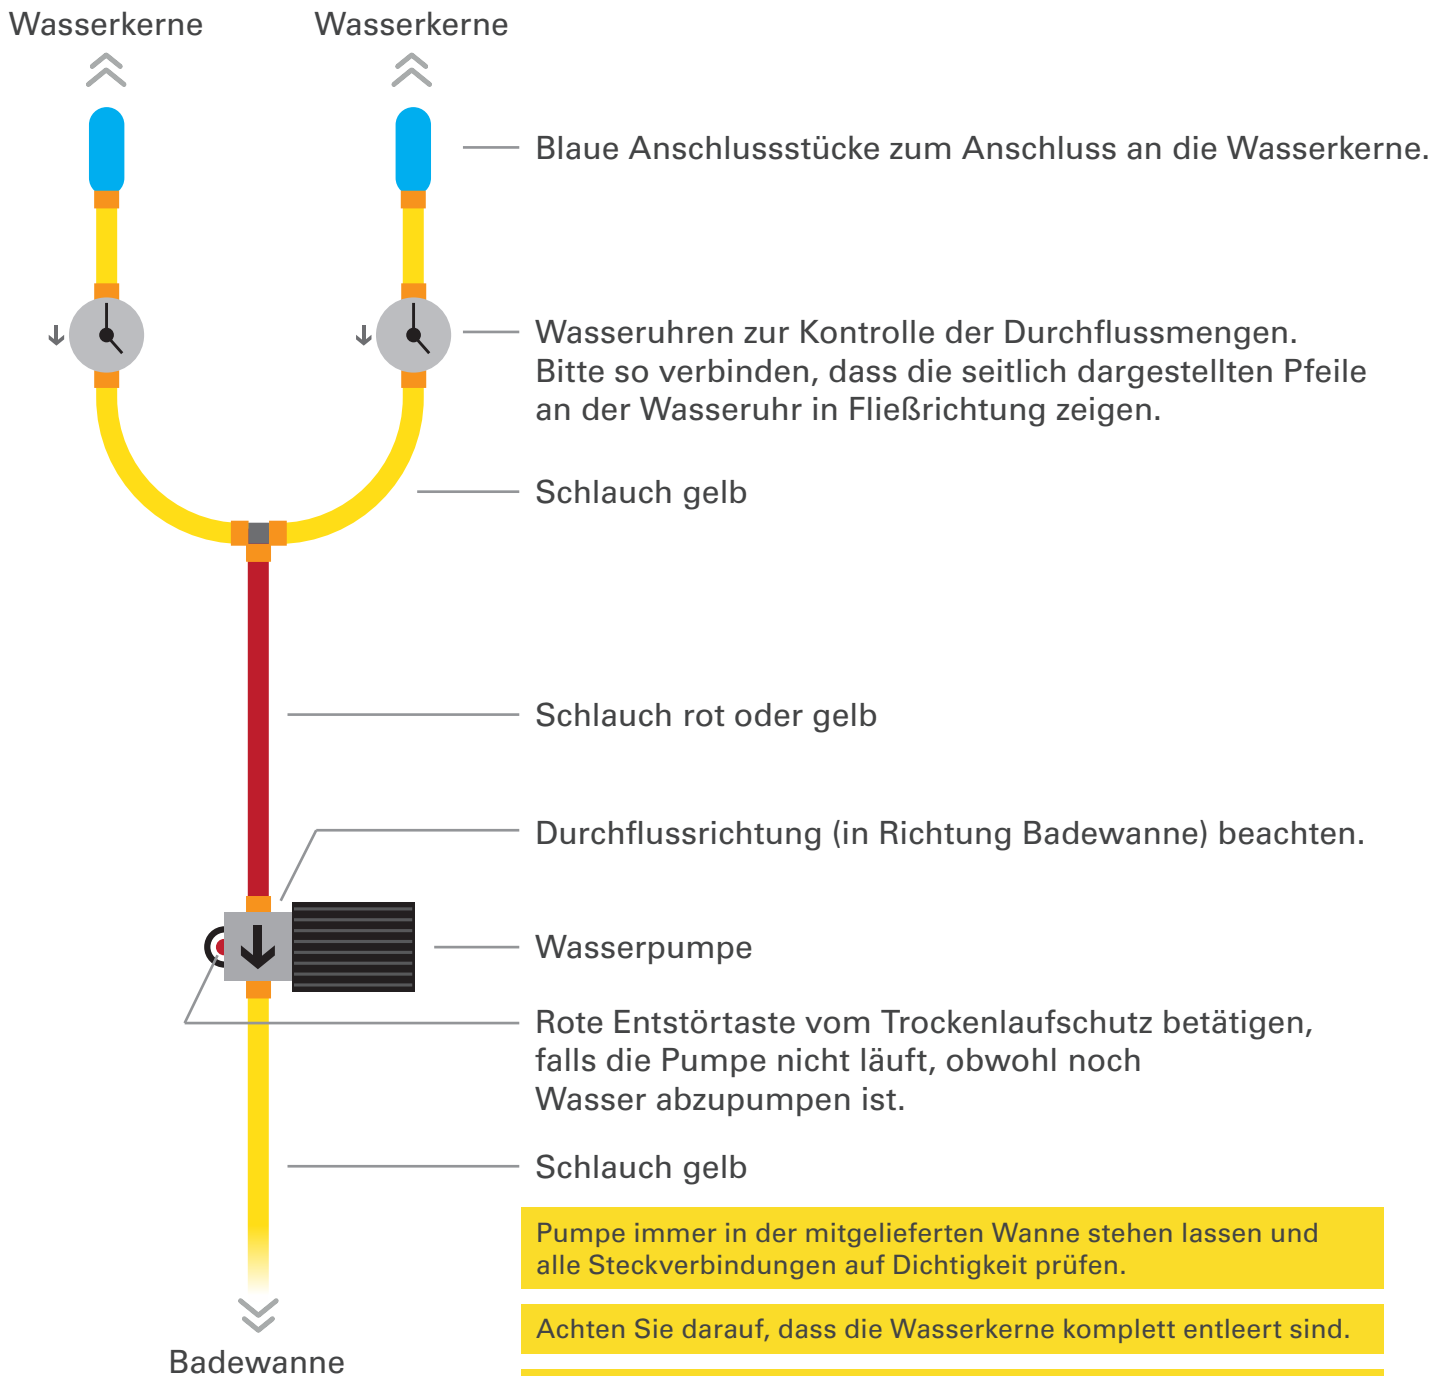 Wasserkerne
Wasserkerne
Blaue Anschlussstücke zum Anschluss an die Wasserkerne.
Wasseruhren zur Kontrolle der Durchflussmengen.
Bitte so verbinden, dass die seitlich dargestellten Pfeile
an der Wasseruhr in Fließrichtung zeigen.
Schlauch gelb
Schlauch rot oder gelb
Durchflussrichtung (in Richtung Badewanne) beachten.
Wasserpumpe
Rote Entstörtaste vom Trockenlaufschutz betätigen,
falls die Pumpe nicht läuft, obwohl noch
Wasser abzupumpen ist.
Schlauch gelb
Pumpe immer in der mitgelieferten Wanne stehen lassen und
alle Steckverbindungen auf Dichtigkeit prüfen.
Achten Sie darauf, dass die Wasserkerne komplett entleert sind.
Badewanne